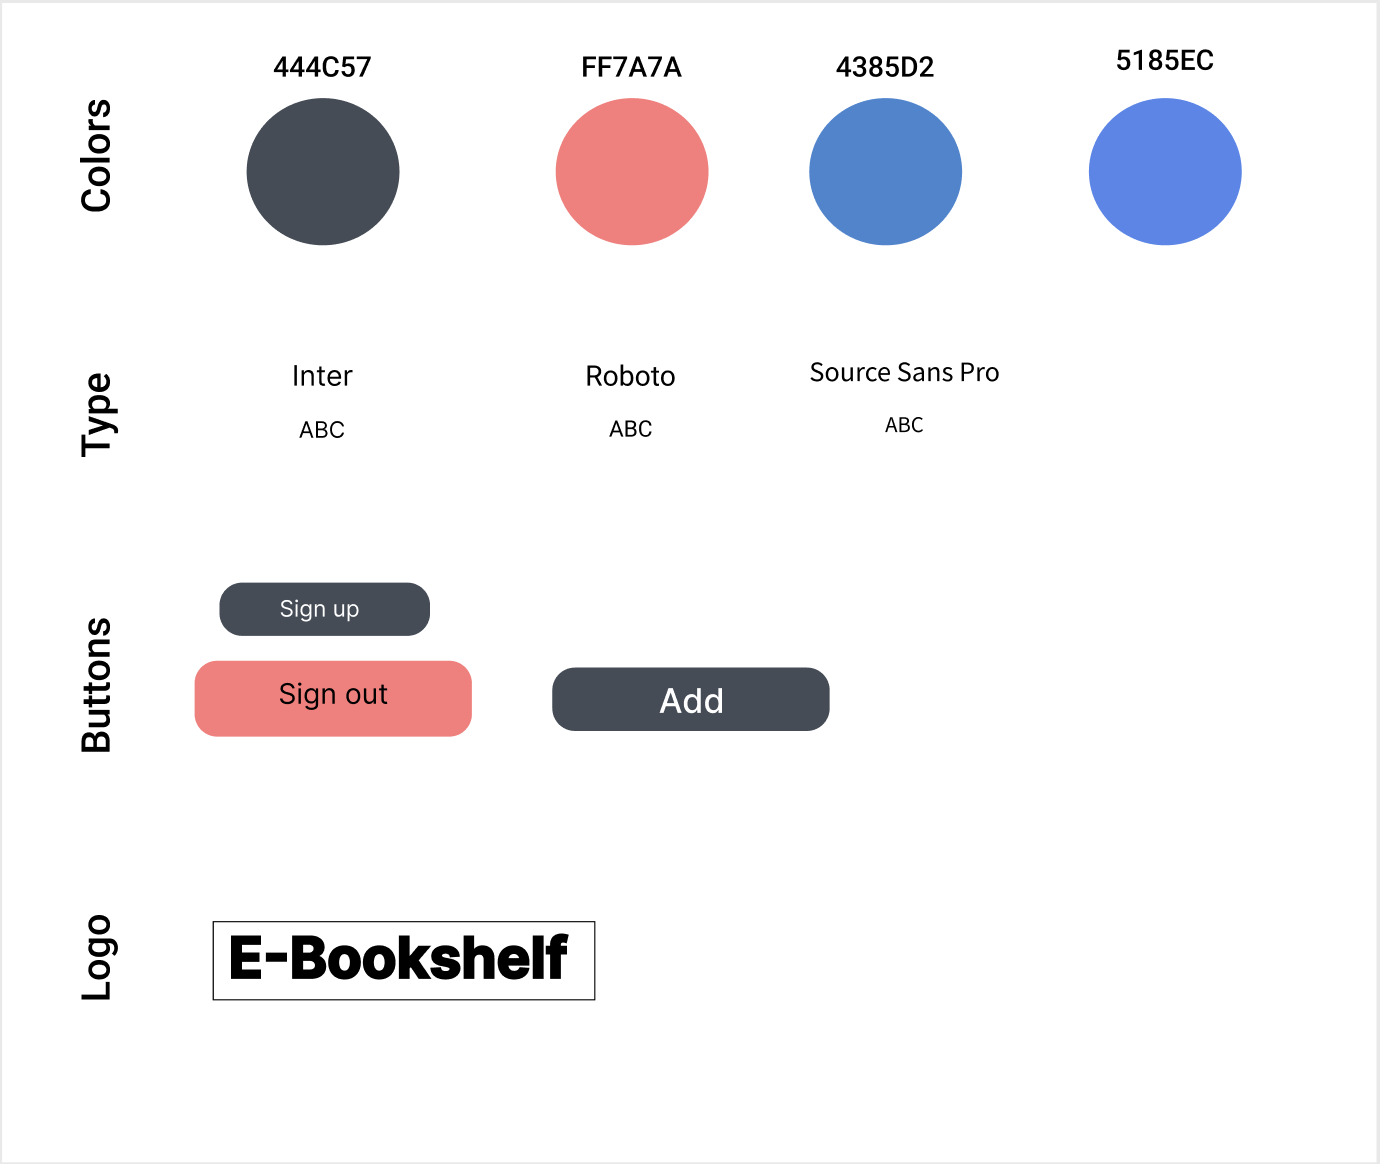 Colors
444C57
FF7A7A
4385D2
5185EC
Type
Inter
Roboto
Source Sans Pro
ABC
ABC
ABC
Buttons
Sign up
Sign out
Add
Logo
E-Bookshelf